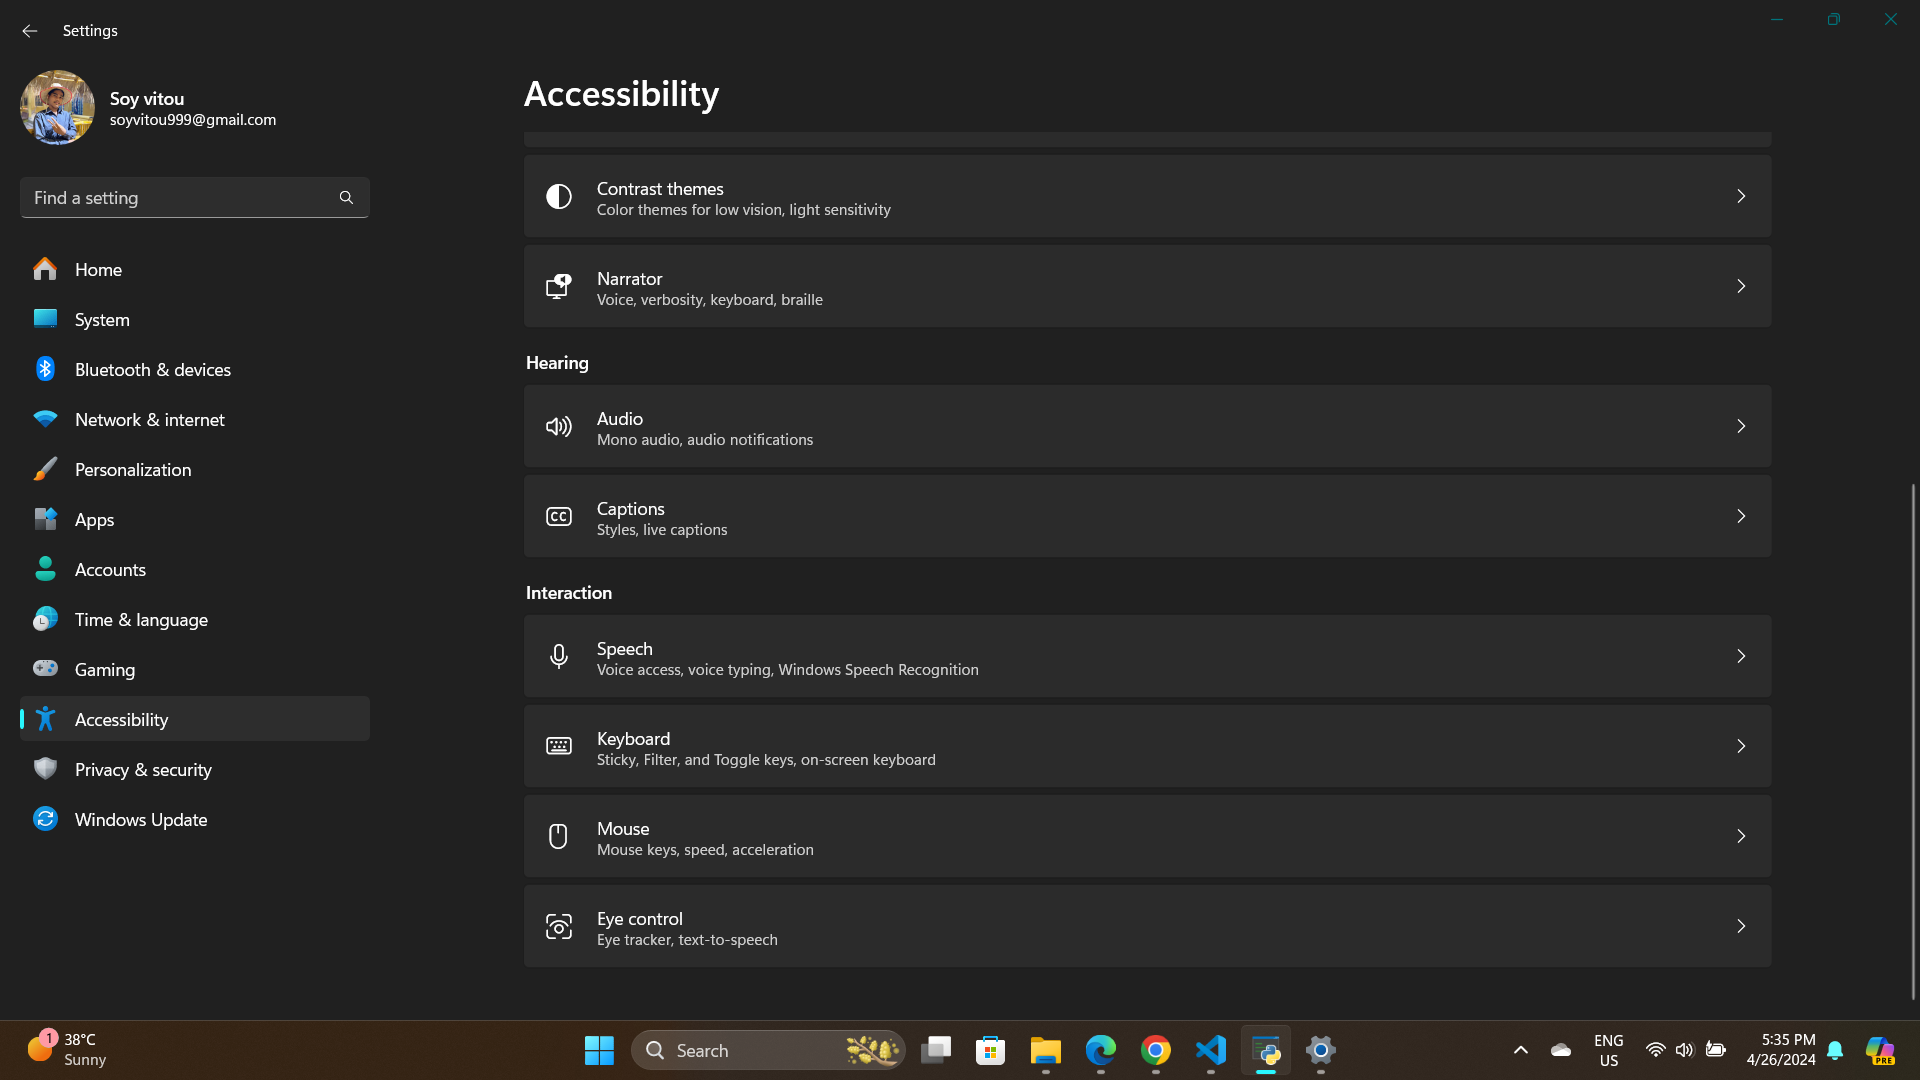 Settings
Soy vitou
soyvitou999@gmail.com
Find a setting
Home
System
Bluetooth & devices
Network & internet
Personalization
Apps
Accounts
Time & language
Gaming
Accessibility
Privacy & security
Windows Update
Accessibility
Contrast themes
Color themes for low vision, light sensitivity
Narrator
Voice, verbosity, keyboard, braille
Hearing
Audio
Mono audio, audio notifications
CC
Captions
Styles, live captions
Interaction
Speech
Voice access, voice typing, Windows Speech Recognition
Keyboard
Sticky, Filter, and Toggle keys, on-screen keyboard
Mouse
Mouse keys, speed, acceleration
Eye control
Eye tracker, text-to-speech
1
38°C
Sunny
Search
ENG
US
5:35 PM
4/26/2024
PRE